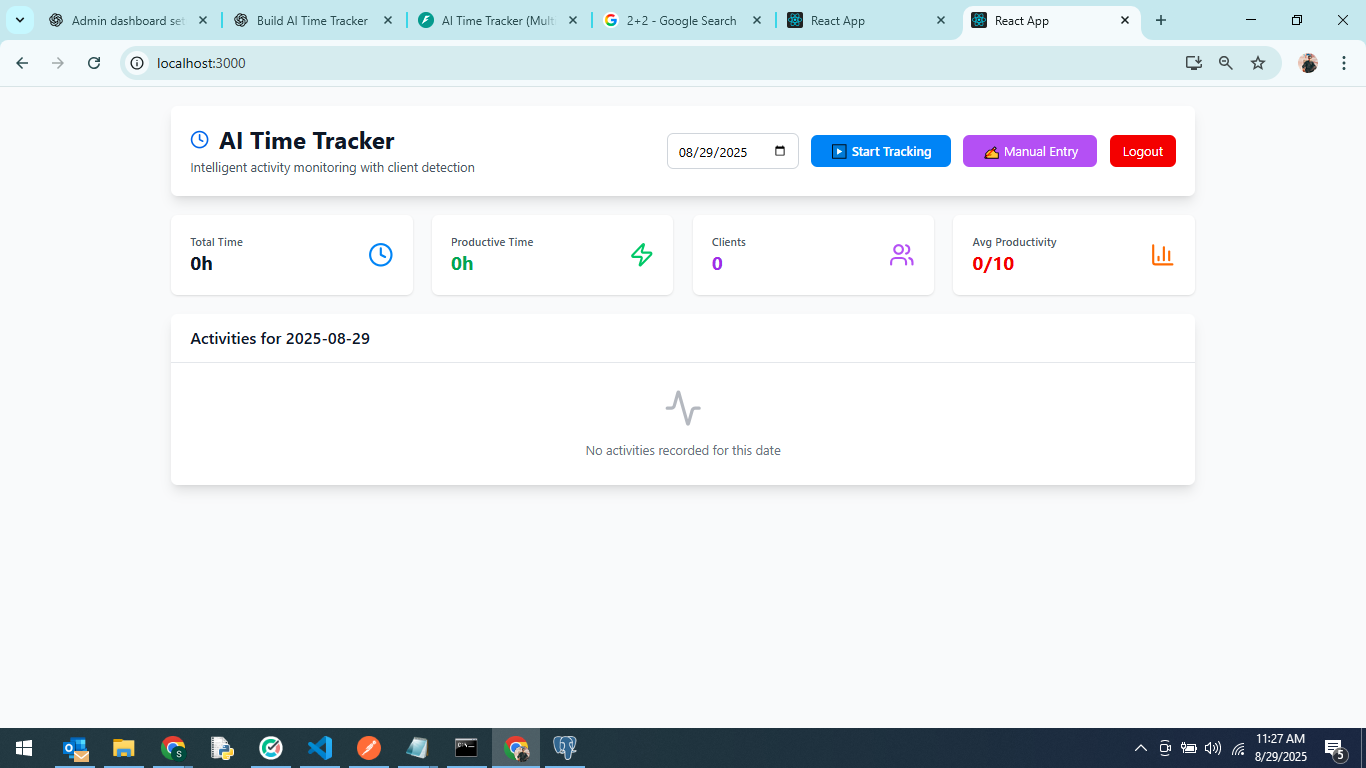 Admin dashboard set
Build AI Time Tracker
AI Time Tracker (Mult
2+2 - Google Search
React App
React App
localhost:3000
AI Time Tracker
Intelligent activity monitoring with client detection
08/29/2025
Start Tracking
Manual Entry
Logout
Total Time
0h
Productive Time
0h
Clients
0
Avg Productivity
0/10
Activities for 2025-08-29
No activities recorded for this date
11:27 AM
8/29/2025
5